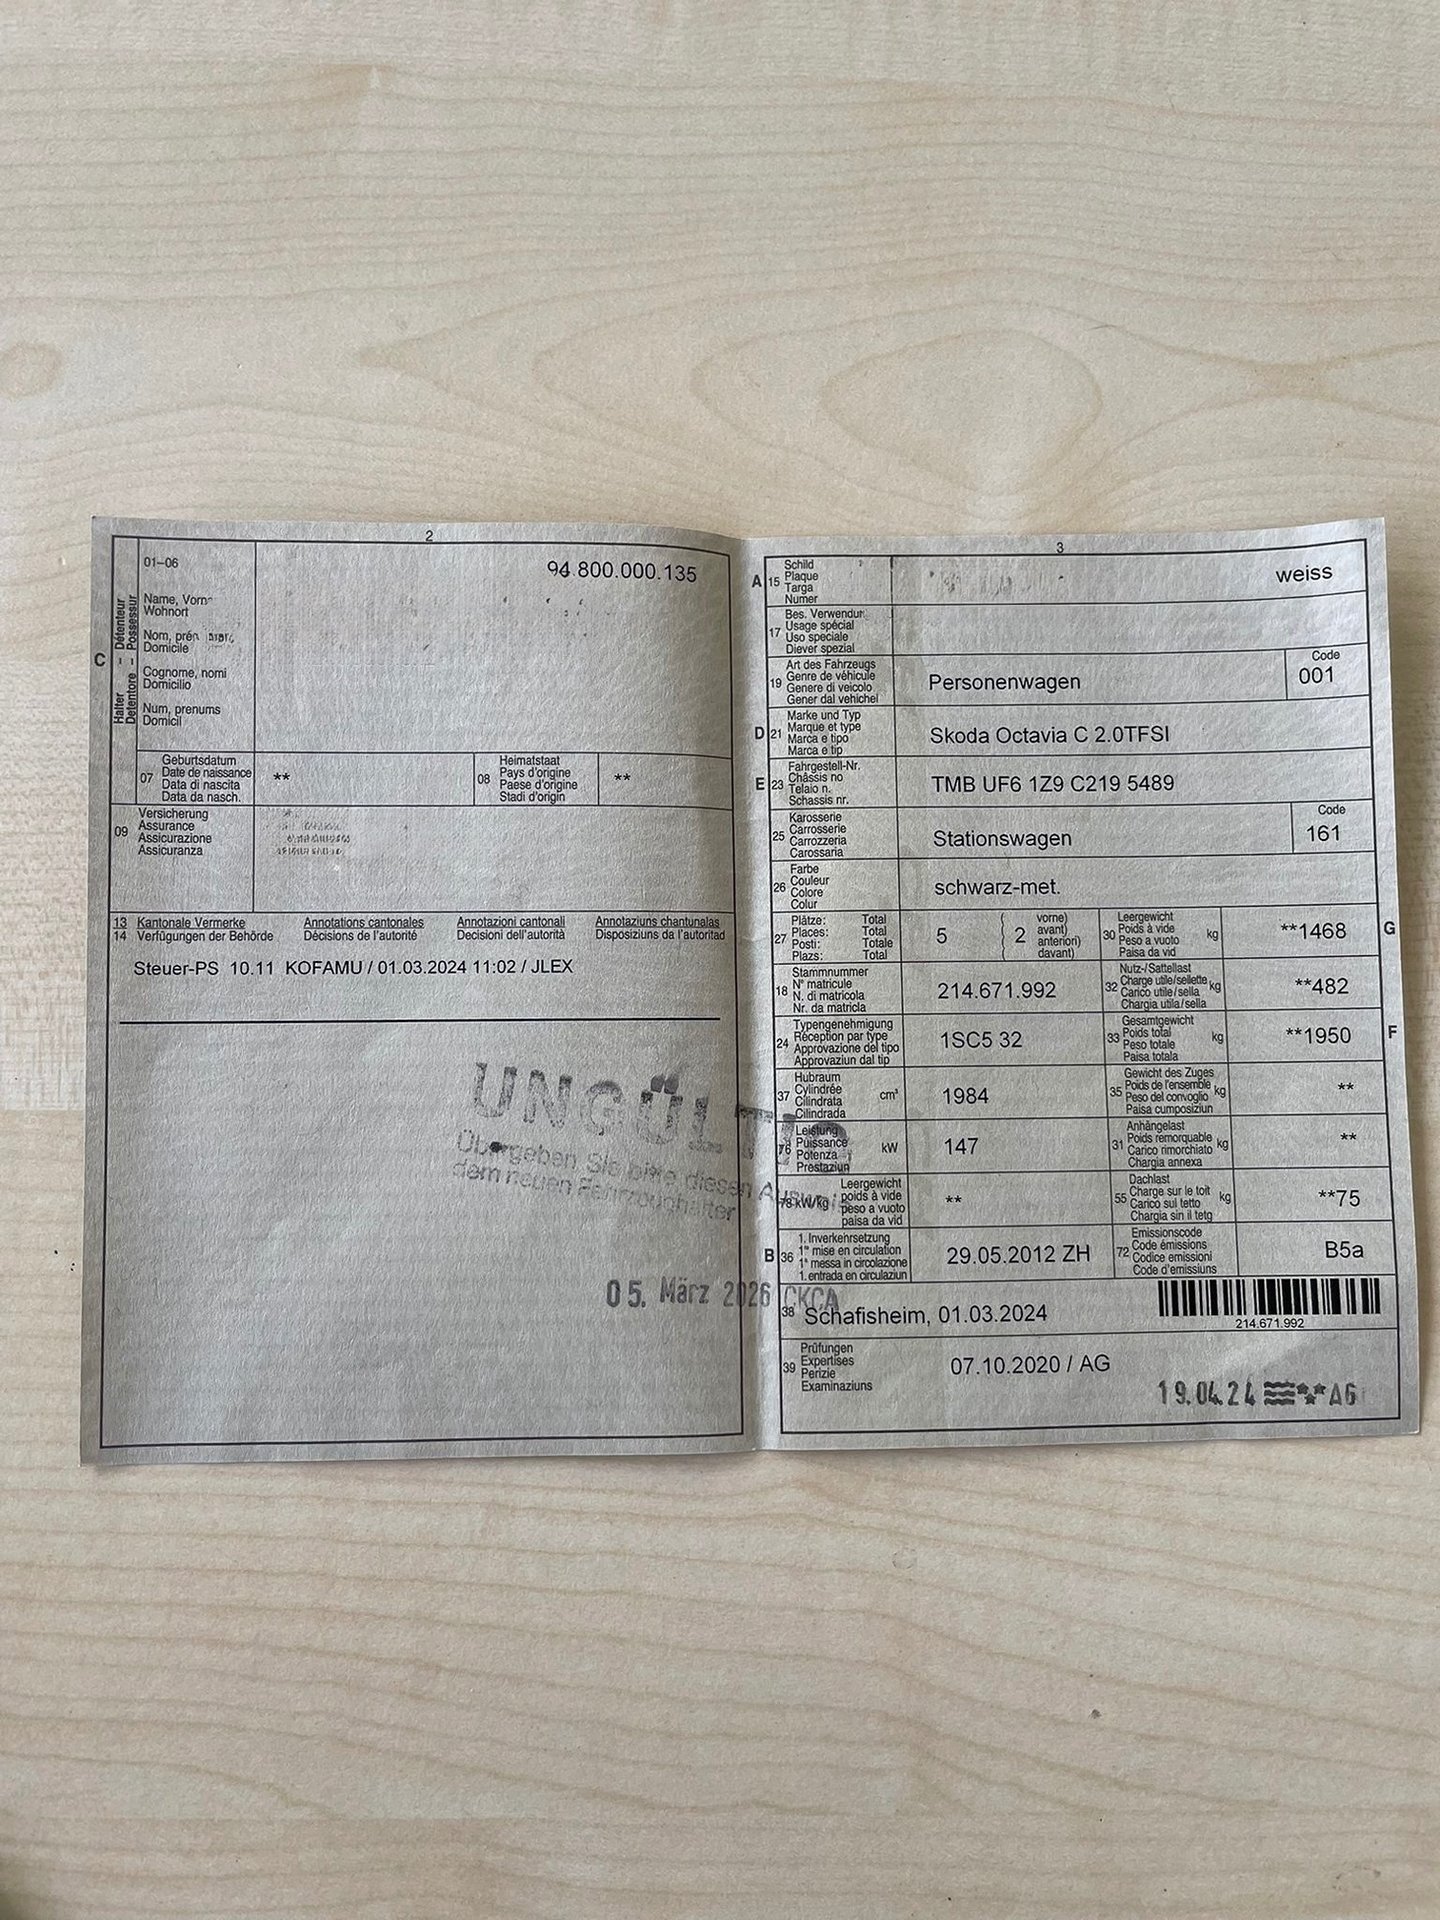 2
01-06
94.800.000.135
C
Halter – Détenteur
Detentore – Possessur
Name,
Wohnort
Nom,
Domicile
Cognome, nomi
Domicilio
Num, prenums
Domicil
07
Geburtsdatum
Date de naissance
Data di nascita
Data da nasch.
**
08
Heimatstaat
Pays d'origine
Paese d'origine
Stadi d'origin
**
09
Versicherung
Assurance
Assicurazione
Assicuranza
13 Kantonale Vermerke Annotations cantonales Annotazioni cantonali Annotaziuns chantunalas
14 Verfügungen der Behörde Décisions de l'autorité Decisioni dell'autorità Disposiziuns da l'autoritad
Steuer-PS 10.11 KOFAMU / 01.03.2024 11:02 / JLEX
UNGÜLTIG
Übergeben Sie bitte diesen Ausweis
dem neuen Fahrzeughalter
05. März 2026 CKCA
3
A 15
Schild
Plaque
Targa
Numer
weiss
17
Bes. Verwendung
Usage spécial
Uso speciale
Diever spezial
19
Art des Fahrzeugs
Genre de véhicule
Genere di veicolo
Gener dal vehichel
Personenwagen
Code
001
D 21
Marke und Typ
Marque et type
Marca e tipo
Marca e tip
Skoda Octavia C 2.0TFSI
E 23
Fahrgestell-Nr.
Châssis no
Telaio n.
Schassis nr.
TMB UF6 1Z9 C219 5489
25
Karosserie
Carrosserie
Carrozzeria
Carossaria
Stationswagen
Code
161
26
Farbe
Couleur
Colore
Colur
schwarz-met.
27
Plätze: Total
Places: Total
Posti: Totale
Plazs: Total
5
( 2 vorne)
( avant)
( anteriori)
( davant)
30
Leergewicht
Poids à vide
Peso a vuoto
Paisa da vid
kg
**1468
G
18
Stammnummer
N° matricule
N. di matricola
Nr. da matricla
214.671.992
32
Nutz-/Sattellast
Charge utile/sellette
Carico utile/sella
Chargia utila/sella
kg
**482
24
Typengenehmigung
Réception par type
Approvazione del tipo
Approvaziun dal tip
1SC5 32
33
Gesamtgewicht
Poids total
Peso totale
Paisa totala
kg
**1950
F
37
Hubraum
Cylindrée
Cilindrata
Cilindrada
cm³
1984
35
Gewicht des Zuges
Poids de l'ensemble
Peso del convoglio
Paisa cumposiziun
kg
**
76
Leistung
Puissance
Potenza
Prestaziun
kW
147
31
Anhängelast
Poids remorquable
Carico rimorchiato
Chargia annexa
kg
**
78 kW/kg
Leergewicht
poids à vide
peso a vuoto
paisa da vid
**
55
Dachlast
Charge sur le toit
Carico sul tetto
Chargia sin il tetg
kg
**75
B 36
1. Inverkehrsetzung
1re mise en circulation
1a messa in circolazione
1. entrada en circulaziun
29.05.2012 ZH
72
Emissionscode
Code émissions
Codice emissioni
Code d'emissiuns
B5a
38 Schafisheim, 01.03.2024
214.671.992
39
Prüfungen
Expertises
Perizie
Examinaziuns
07.10.2020 / AG
19.04.24 AG